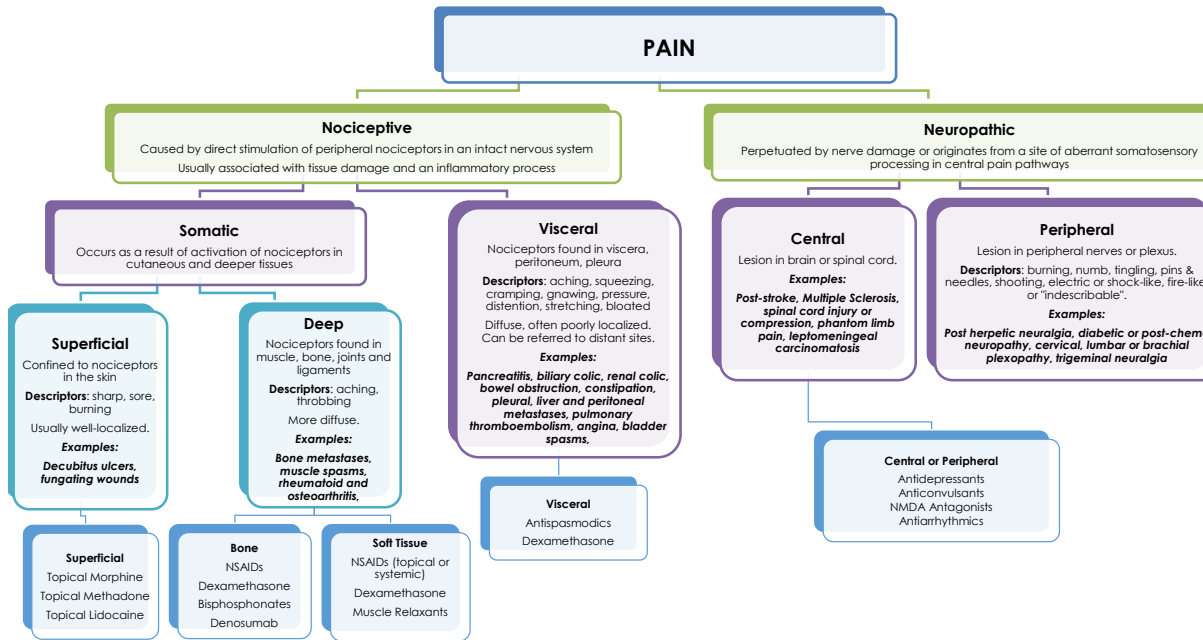 PAIN
Nociceptive
Caused by direct stimulation of peripheral nociceptors in an intact nervous system
Usually associated with tissue damage and an inflammatory process
Neuropathic
Perpetuated by nerve damage or originates from a site of aberrant somatosensory
processing in central pain pathways
Somatic
Occurs as a result of activation of nociceptors in
cutaneous and deeper tissues
Visceral
Nociceptors found in viscera,
peritoneum, pleura
Descriptors: aching, squeezing,
cramping, gnawing, pressure,
distention, stretching, bloated
Diffuse, often poorly localized.
Can be referred to distant sites.
Examples:
Pancreatitis, biliary colic, renal colic,
bowel obstruction, constipation,
pleural, liver and peritoneal
metastases, pulmonary
thromboembolism, angina, bladder
spasms,
Central
Lesion in brain or spinal cord.
Examples:
Post-stroke, Multiple Sclerosis,
spinal cord injury or
compression, phantom limb
pain, leptomeningeal
carcinomatosis
Peripheral
Lesion in peripheral nerves or plexus.
Descriptors: burning, numb, tingling, pins &
needles, shooting, electric or shock-like, fire-like
or "indescribable".
Examples:
Post herpetic neuralgia, diabetic or post-chemo
neuropathy, cervical, lumbar or brachial
plexopathy, trigeminal neuralgia
Superficial
Confined to nociceptors
in the skin
Descriptors: sharp, sore,
burning
Usually well-localized.
Examples:
Decubitus ulcers,
fungating wounds
Deep
Nociceptors found in
muscle, bone, joints and
ligaments
Descriptors: aching,
throbbing
More diffuse.
Examples:
Bone metastases,
muscle spasms,
rheumatoid and
osteoarthritis,
Superficial
Topical Morphine
Topical Methadone
Topical Lidocaine
Bone
NSAIDs
Dexamethasone
Bisphosphonates
Denosumab
Soft Tissue
NSAIDs (topical or
systemic)
Dexamethasone
Muscle Relaxants
Visceral
Antispasmodics
Dexamethasone
Central or Peripheral
Antidepressants
Anticonvulsants
NMDA Antagonists
Antiarrhythmics